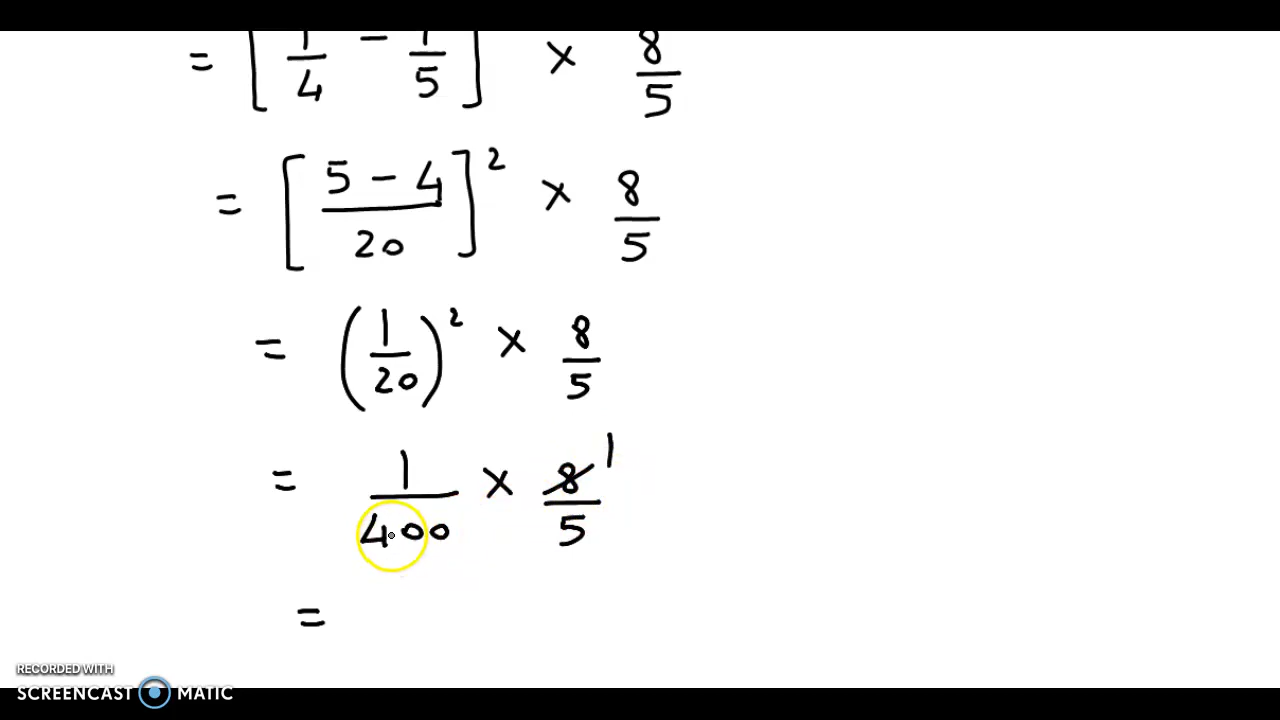 = [ 1/4 - 1/5 ] × 8/5
= [ 5 - 4 / 20 ]² × 8/5
= ( 1/20 )² × 8/5
= 1/400 × 8/5 1
=
RECORDED WITH
SCREENCAST MATIC